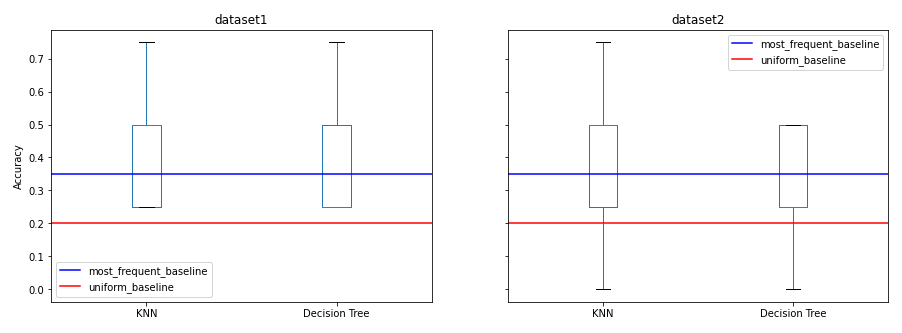 dataset1
dataset2
Accuracy
0.7
0.6
0.5
0.4
0.3
0.2
0.1
0.0
most_frequent_baseline
uniform_baseline
KNN
Decision Tree
most_frequent_baseline
uniform_baseline
KNN
Decision Tree